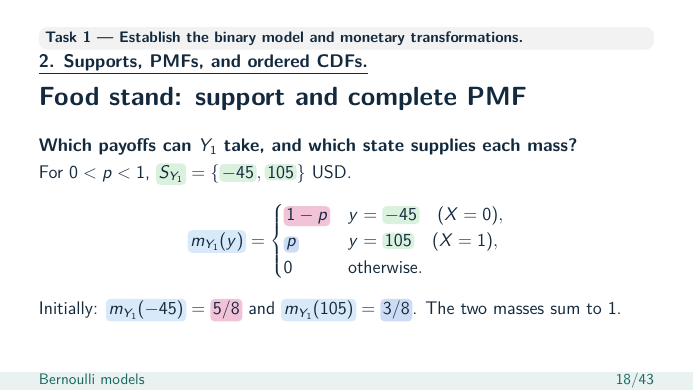 Task 1 — Establish the binary model and monetary transformations.
2. Supports, PMFs, and ordered CDFs.
Food stand: support and complete PMF
Which payoffs can Y₁ take, and which state supplies each mass?
For 0 < p < 1, S_{Y₁} = {−45, 105} USD.
m_{Y₁}(y) = { 1 − p   y = −45   (X = 0),
p   y = 105   (X = 1),
0   otherwise.
Initially: m_{Y₁}(−45) = 5/8 and m_{Y₁}(105) = 3/8. The two masses sum to 1.
Bernoulli models   18/43